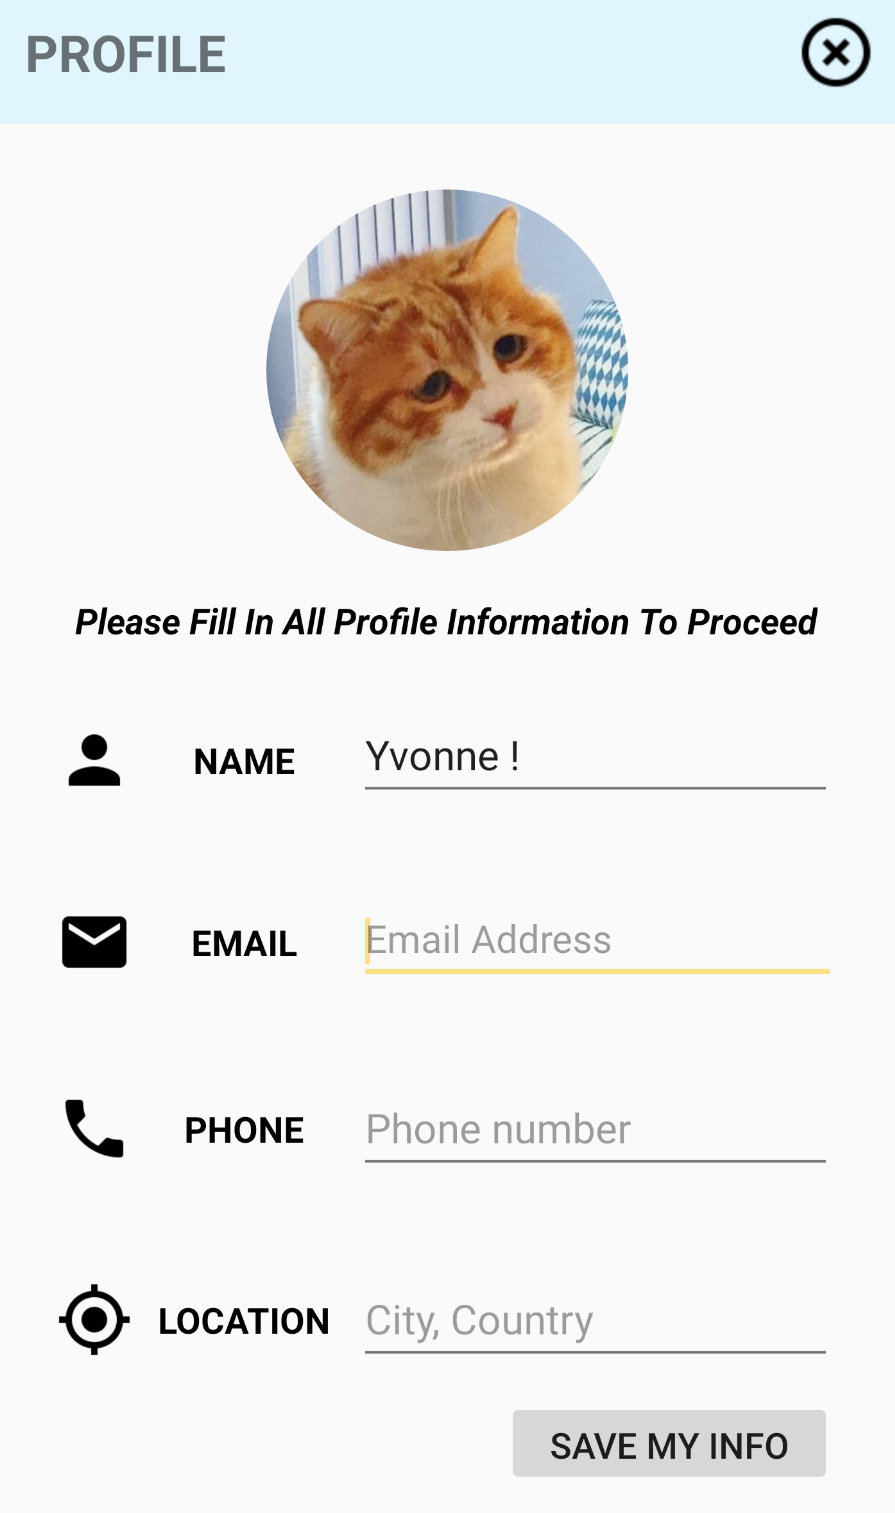 PROFILE
Please Fill In All Profile Information To Proceed
NAME Yvonne !
EMAIL Email Address
PHONE Phone number
LOCATION City, Country
SAVE MY INFO